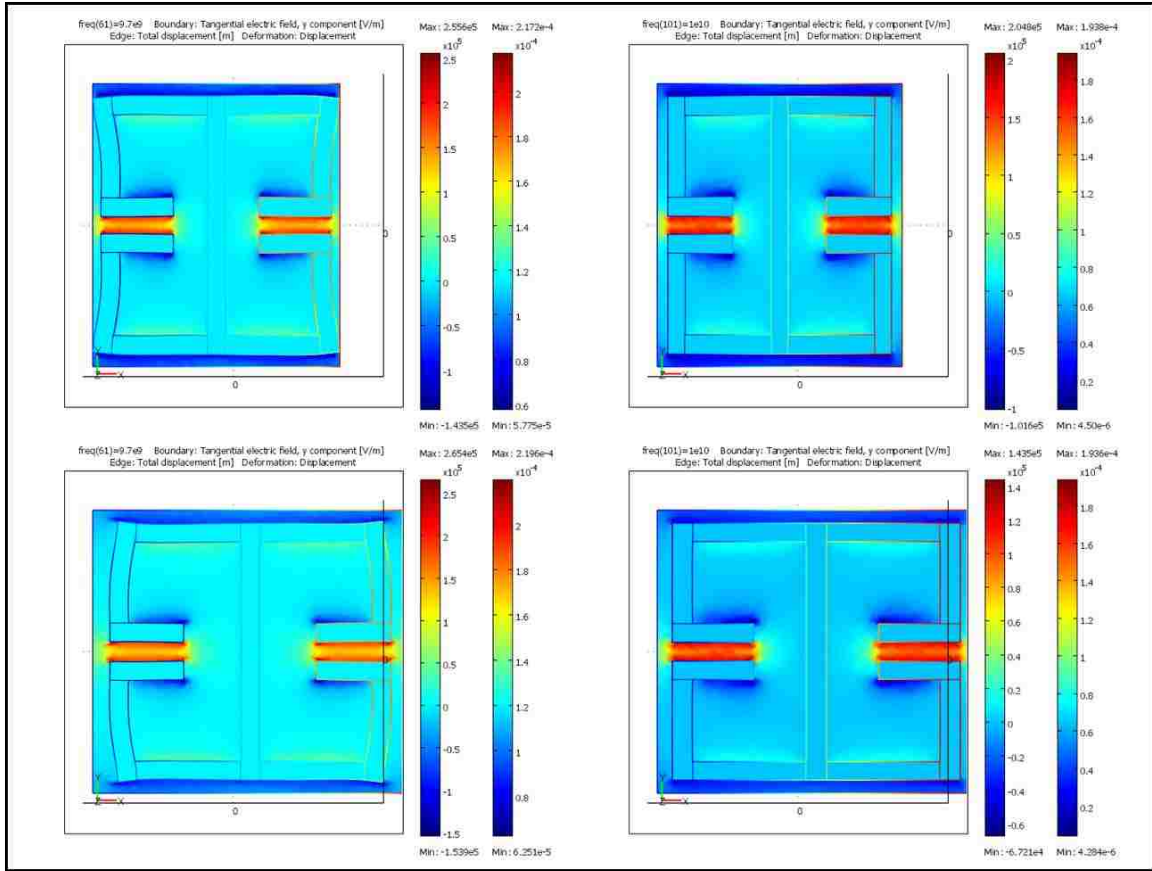 freq(61)=9.7e9 Boundary: Tangential electric field, y component [V/m]
Edge: Total displacement [m] Deformation: Displacement
Max: 2.556e5 Max: 2.172e-4
x10⁵ x10⁻⁴
2.5
2
1.5
1
0.5
0
-0.5
-1
2.2
2
1.8
1.6
1.4
1.2
1
0.8
0.6
Min: -1.435e5 Min: 5.775e-5
0
0
Y
Z X
freq(101)=1e10 Boundary: Tangential electric field, y component [V/m]
Edge: Total displacement [m] Deformation: Displacement
Max: 2.048e5 Max: 1.938e-4
x10⁵ x10⁻⁴
2
1.5
1
0.5
0
-0.5
-1
1.8
1.6
1.4
1.2
1
0.8
0.6
0.4
0.2
Min: -1.016e5 Min: 4.50e-6
0
0
Y
Z X
freq(61)=9.7e9 Boundary: Tangential electric field, y component [V/m]
Edge: Total displacement [m] Deformation: Displacement
Max: 2.654e5 Max: 2.196e-4
x10⁵ x10⁻⁴
2.5
2
1.5
1
0.5
0
-0.5
-1
-1.5
2
1.8
1.6
1.4
1.2
1
0.8
Min: -1.539e5 Min: 6.251e-5
0
Y
Z X
freq(101)=1e10 Boundary: Tangential electric field, y component [V/m]
Edge: Total displacement [m] Deformation: Displacement
Max: 1.435e5 Max: 1.936e-4
x10⁵ x10⁻⁴
1.4
1.2
1
0.8
0.6
0.4
0.2
0
-0.2
-0.4
-0.6
1.8
1.6
1.4
1.2
1
0.8
0.6
0.4
0.2
Min: -6.721e4 Min: 4.284e-6
0
Y
Z X